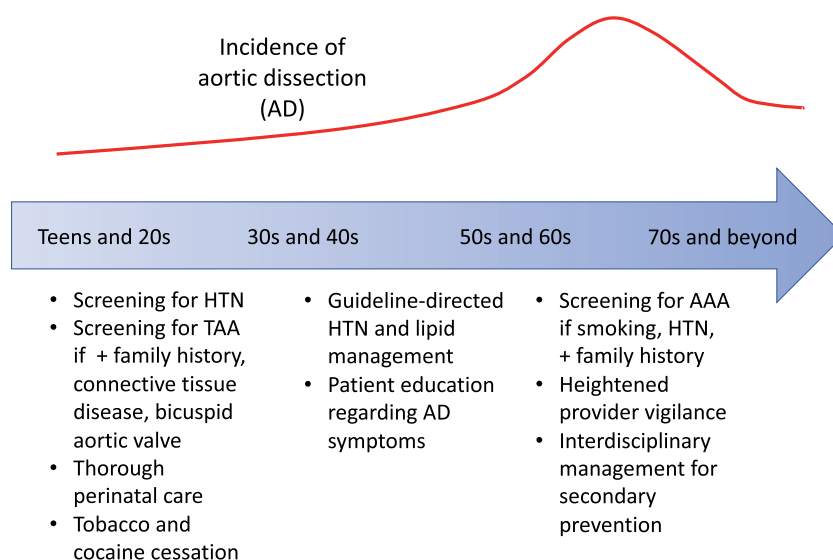 Incidence of
aortic dissection
(AD)
Teens and 20s
30s and 40s
50s and 60s
70s and beyond
• Screening for HTN
• Screening for TAA
if + family history,
connective tissue
disease, bicuspid
aortic valve
• Thorough
perinatal care
• Tobacco and
cocaine cessation
• Guideline-directed
HTN and lipid
management
• Patient education
regarding AD
symptoms
• Screening for AAA
if smoking, HTN,
+ family history
• Heightened
provider vigilance
• Interdisciplinary
management for
secondary
prevention